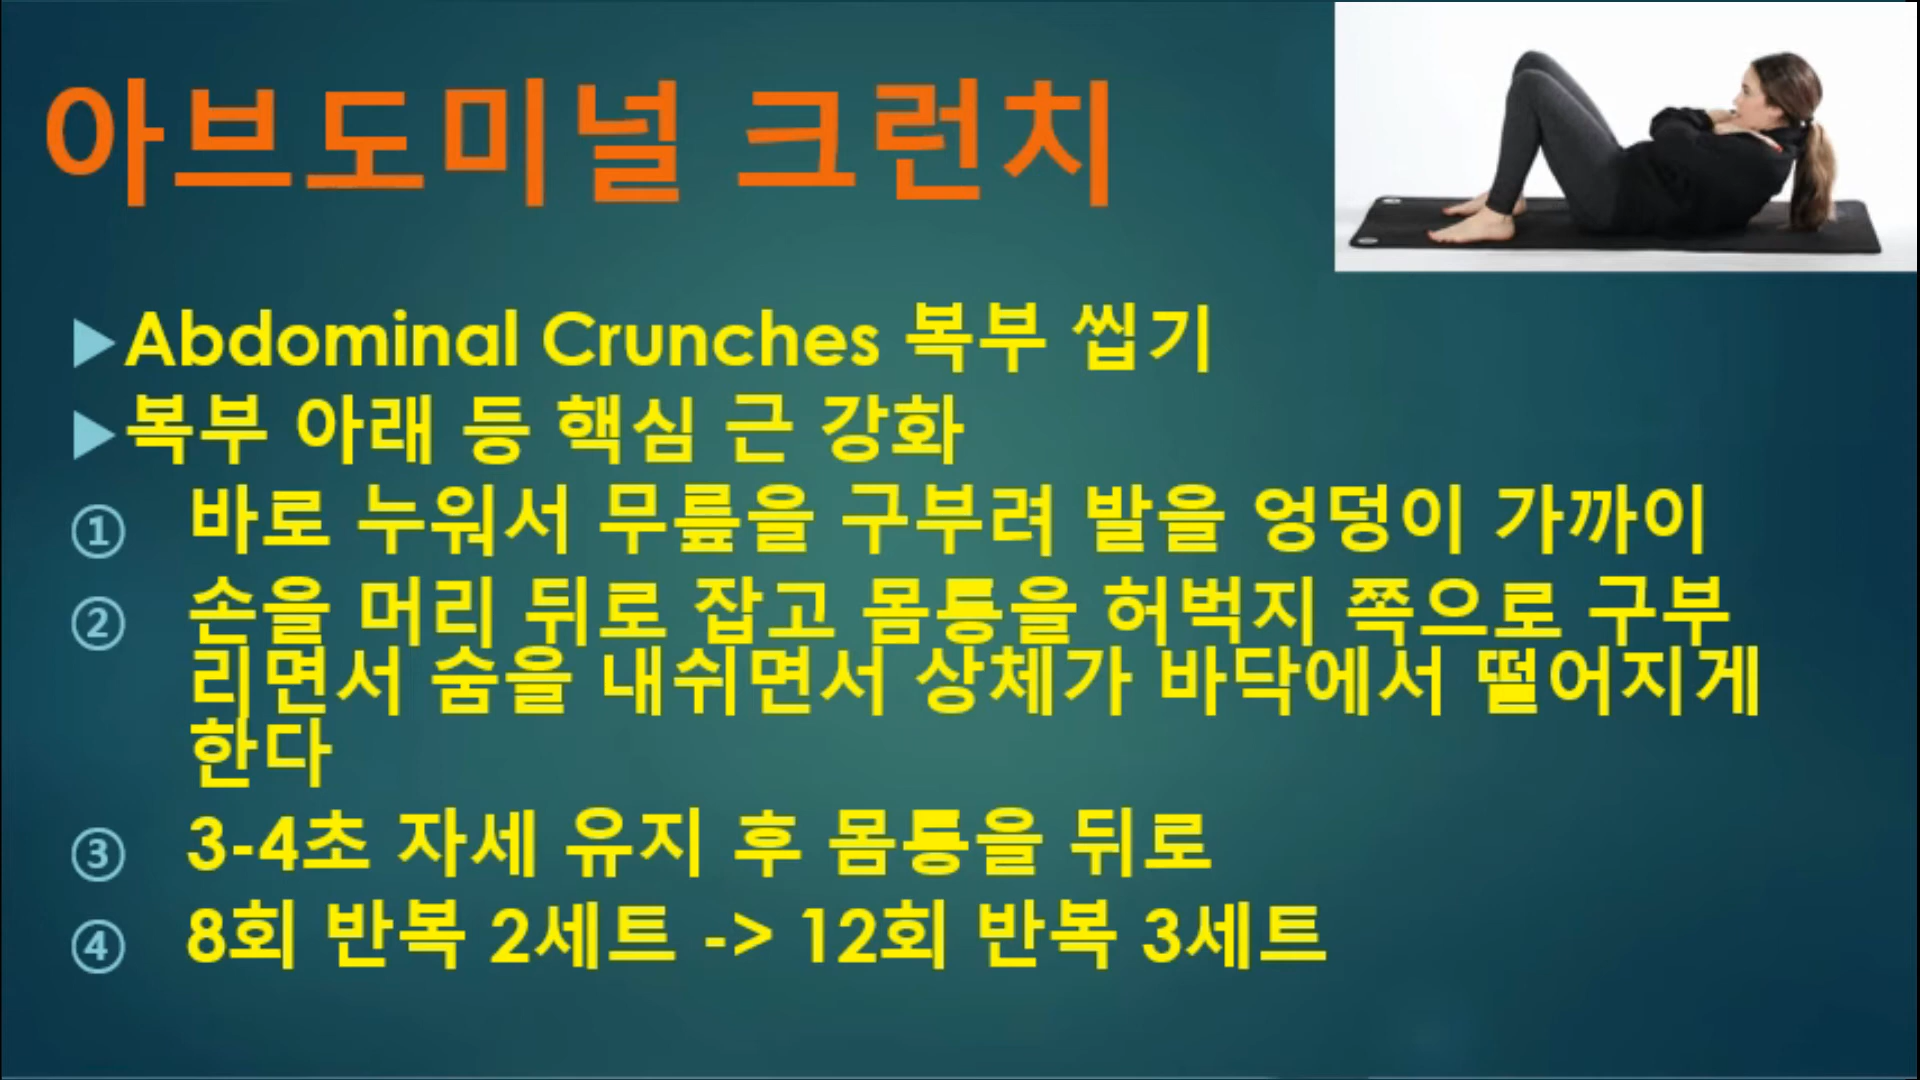 아브도미널 크런치
▶Abdominal Crunches 복부 씹기
▶복부 아래 등 핵심 근 강화
① 바로 누워서 무릎을 구부려 발을 엉덩이 가까이
② 손을 머리 뒤로 잡고 몸통을 허벅지 쪽으로 구부
리면서 숨을 내쉬면서 상체가 바닥에서 떨어지게
한다
③ 3-4초 자세 유지 후 몸통을 뒤로
④ 8회 반복 2세트 -> 12회 반복 3세트